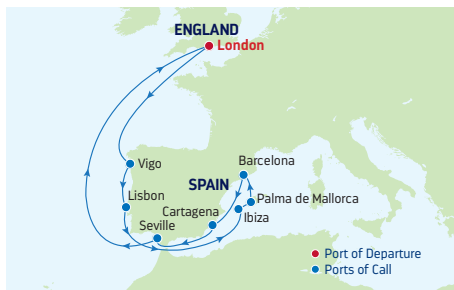 ENGLAND
London
Vigo
Barcelona
SPAIN
Lisbon
Palma de Mallorca
Cartagena
Ibiza
Seville
Port of Departure
Ports of Call